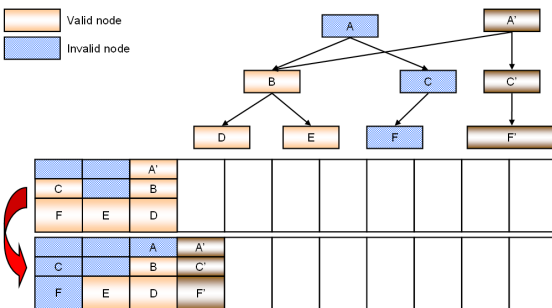 Valid node
Invalid node
A A'
B C C'
D E F F'
A'
C B
F E D
A A'
C B C'
F E D F'